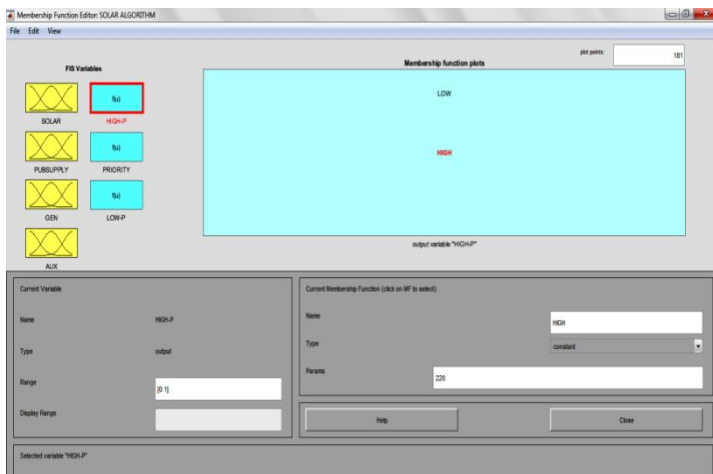 Membership Function Editor: SOLAR ALGORITHM
File Edit View
FIS Variables
Membership function plots
plot points: 181
f(u)
SOLAR HIGH-P
f(u)
PUBSUPPLY PRIORITY
f(u)
GEN LOW-P
AUX
LOW
HIGH
output variable "HIGH-P"
Current Variable
Name HIGH-P
Type output
Range [0 1]
Display Range
Current Membership Function (click on MF to select)
Name HIGH
Type constant
Params 220
Help Close
Selected variable "HIGH-P"